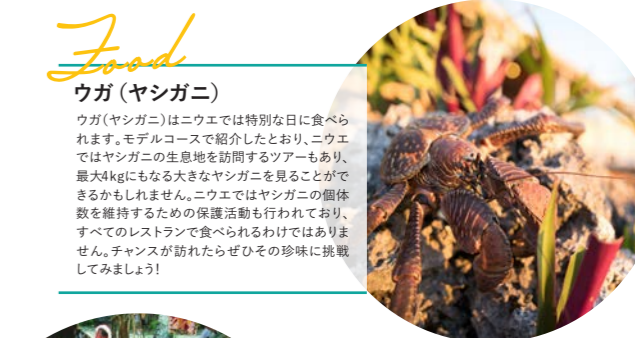 Food
ウガ（ヤシガニ）
ウガ（ヤシガニ）はニウエでは特別な日に食べら
れます。モデルコースで紹介したとおり、ニウエ
ではヤシガニの生息地を訪問するツアーもあり、
最大4kgにもなる大きなヤシガニを見ることがで
きるかもしれません。ニウエではヤシガニの個体
数を維持するための保護活動も行われており、
すべてのレストランで食べられるわけではありま
せん。チャンスが訪れたらぜひその珍味に挑戦
してみましょう！